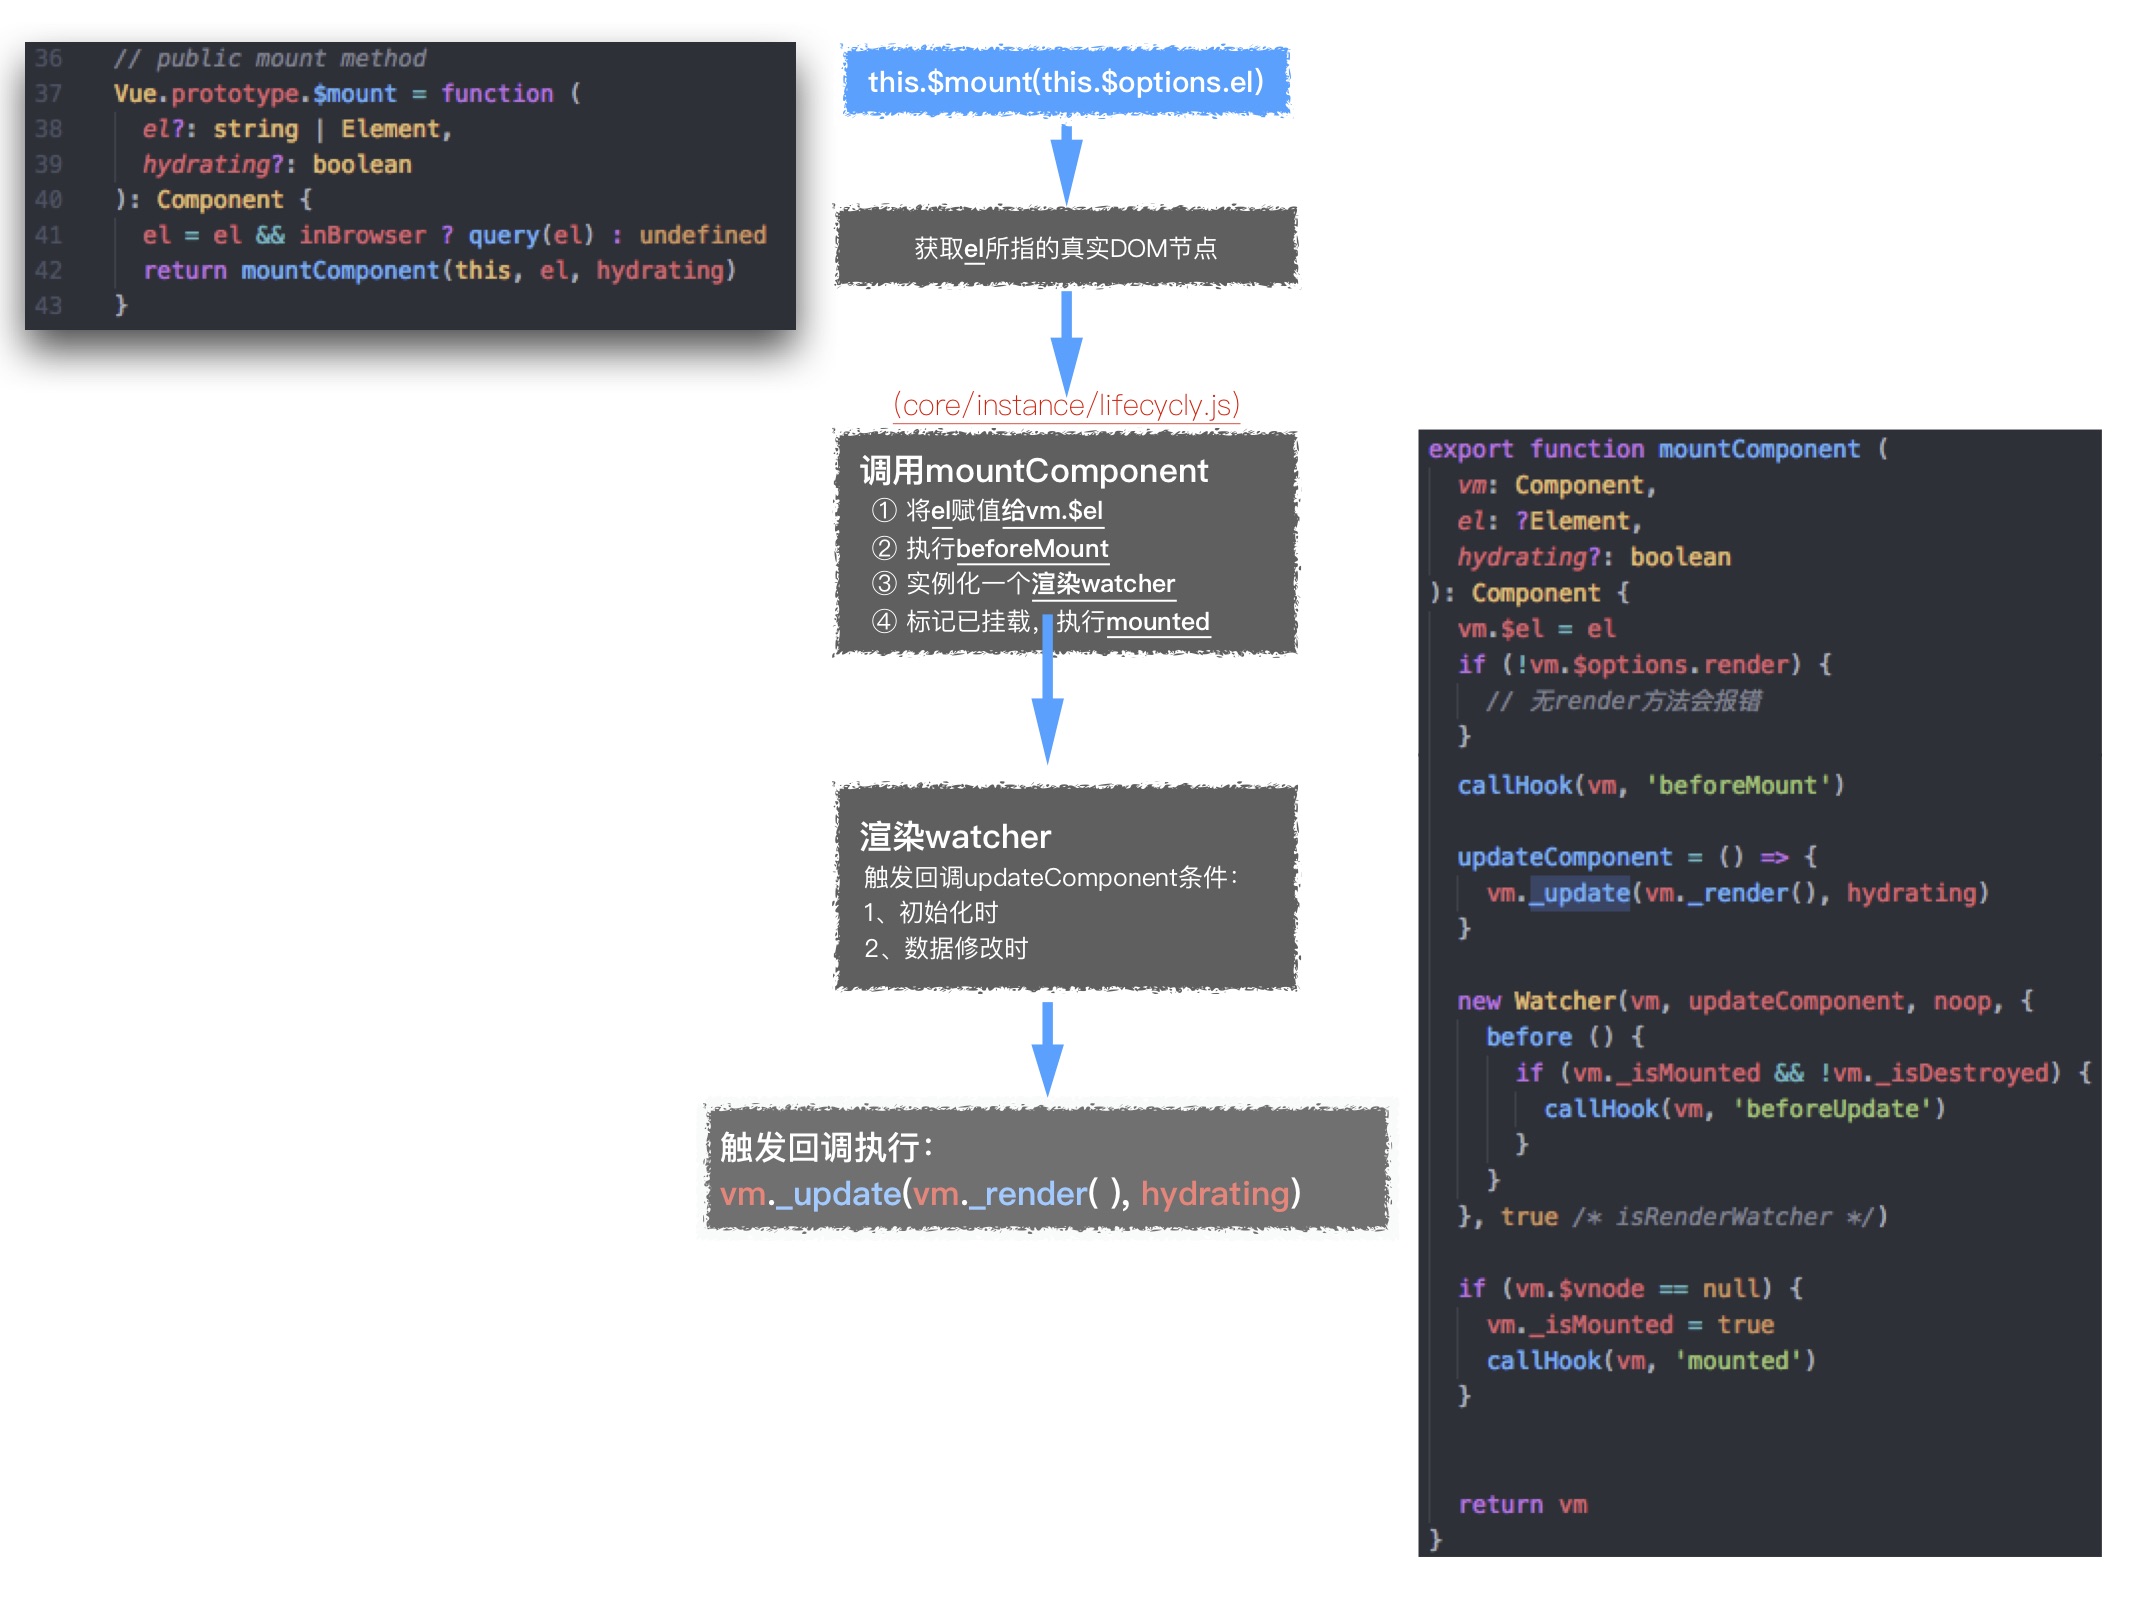 36 // public mount method
37 Vue.prototype.$mount = function (
38 el?: string | Element,
39 hydrating?: boolean
40 ): Component {
41 el = el && inBrowser ? query(el) : undefined
42 return mountComponent(this, el, hydrating)
43 }
this.$mount(this.$options.el)
获取el所指的真实DOM节点
(core/instance/lifecycly.js)
调用mountComponent
① 将el赋值给vm.$el
② 执行beforeMount
③ 实例化一个渲染watcher
④ 标记已挂载，执行mounted
渲染watcher
触发回调updateComponent条件：
1、初始化时
2、数据修改时
触发回调执行：
vm._update(vm._render( ), hydrating)
export function mountComponent (
vm: Component,
el: ?Element,
hydrating?: boolean
): Component {
vm.$el = el
if (!vm.$options.render) {
// 无render方法会报错
}
callHook(vm, 'beforeMount')
updateComponent = () => {
vm._update(vm._render(), hydrating)
}
new Watcher(vm, updateComponent, noop, {
before () {
if (vm._isMounted && !vm._isDestroyed) {
callHook(vm, 'beforeUpdate')
}
}
}, true /* isRenderWatcher */)
if (vm.$vnode == null) {
vm._isMounted = true
callHook(vm, 'mounted')
}
return vm
}